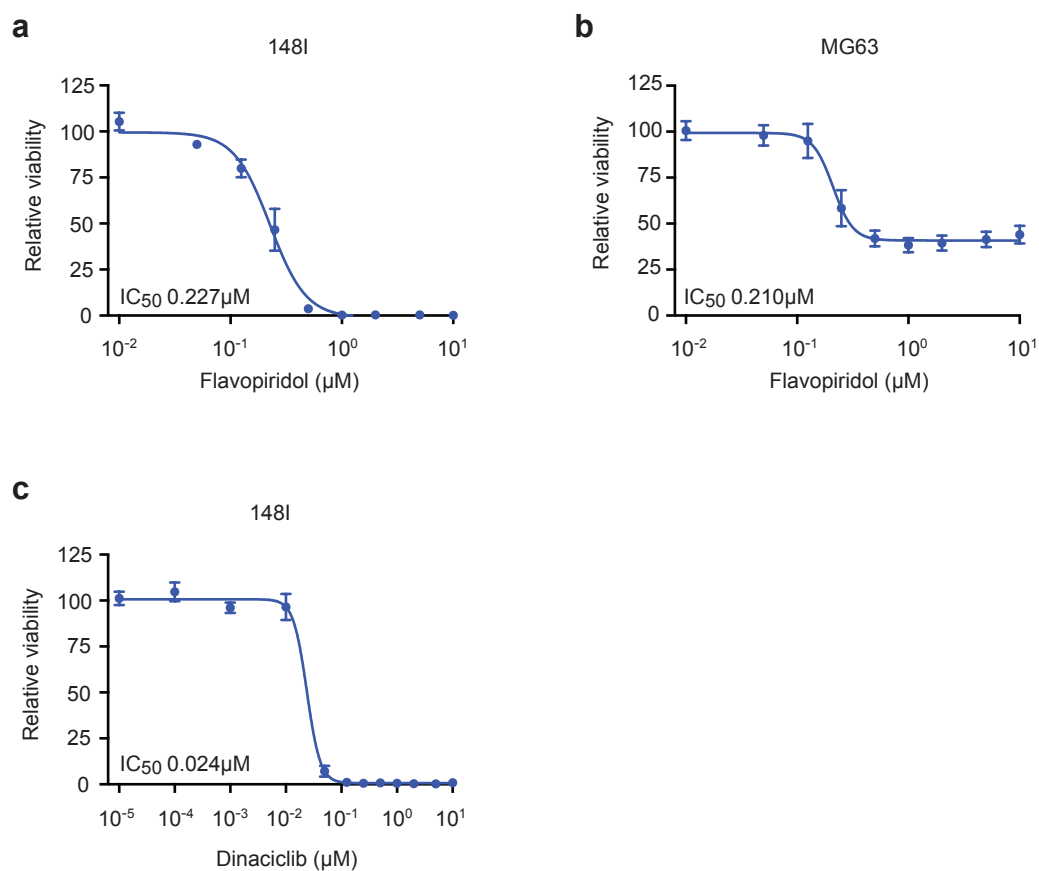 a
148I
125
100
75
50
25
0
Relative viability
IC50 0.227µM
10-2
10-1
100
101
Flavopiridol (µM)
b
MG63
125
100
75
50
25
0
Relative viability
IC50 0.210µM
10-2
10-1
100
101
Flavopiridol (µM)
c
148I
125
100
75
50
25
0
Relative viability
IC50 0.024µM
10-5
10-4
10-3
10-2
10-1
100
101
Dinaciclib (µM)